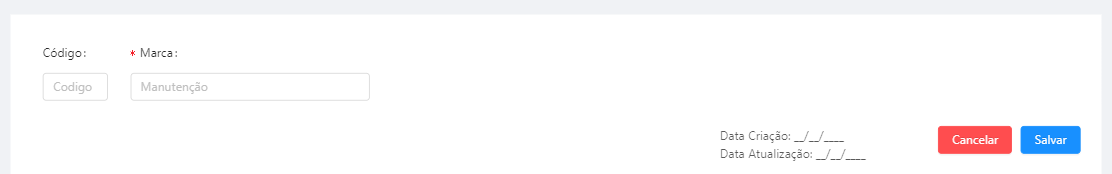 Código:
* Marca:
Codigo
Manutenção
Data Criação: __/__/____
Data Atualização: __/__/____
Cancelar
Salvar